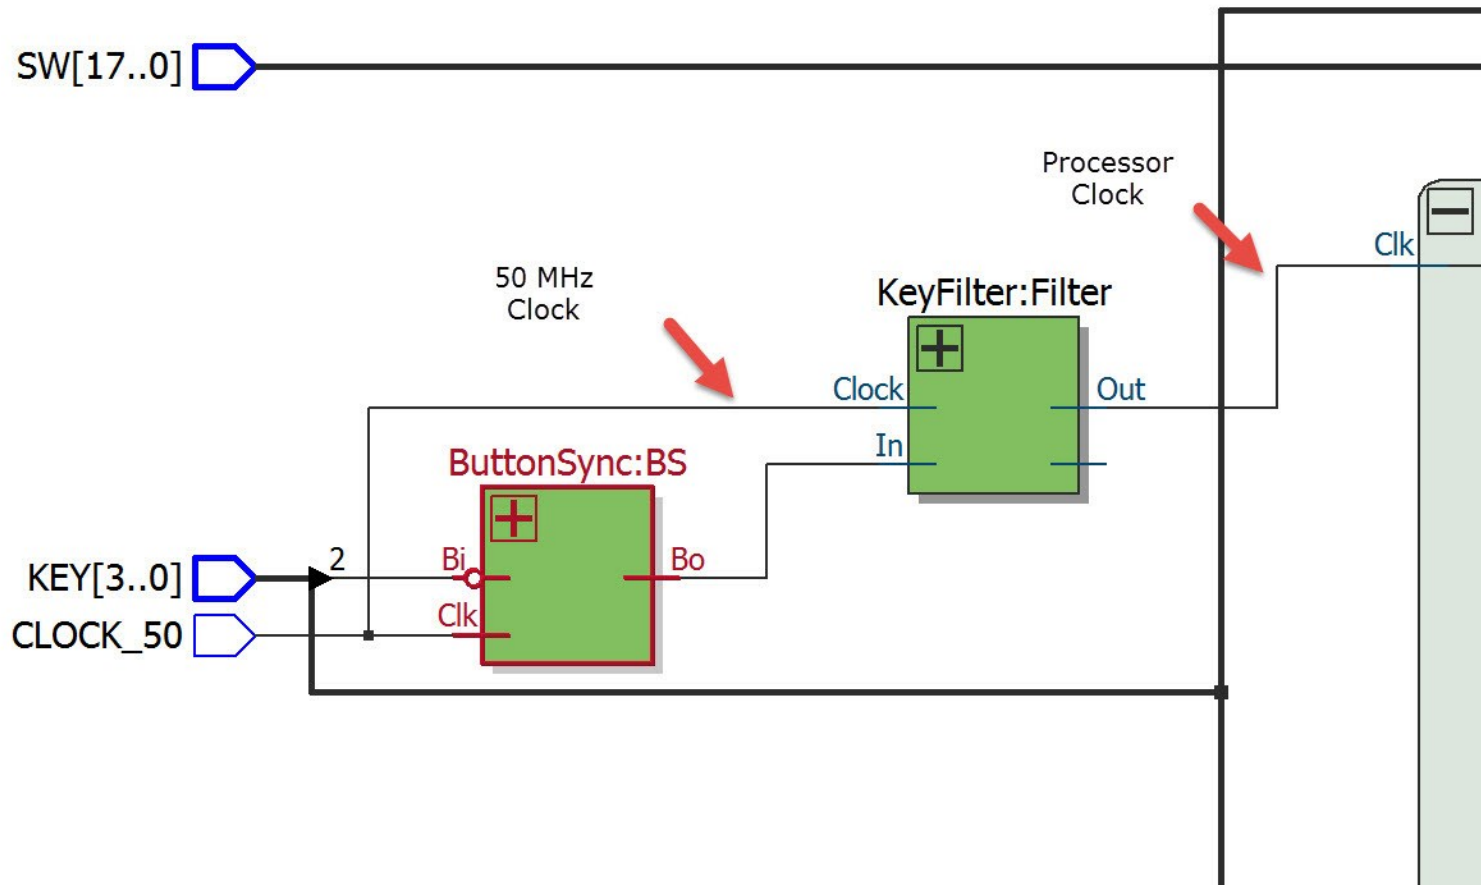 SW[17..0]
Processor
Clock
Clk
50 MHz
Clock
KeyFilter:Filter
Clock
Out
In
ButtonSync:BS
2
Bi
Bo
KEY[3..0]
Clk
CLOCK_50